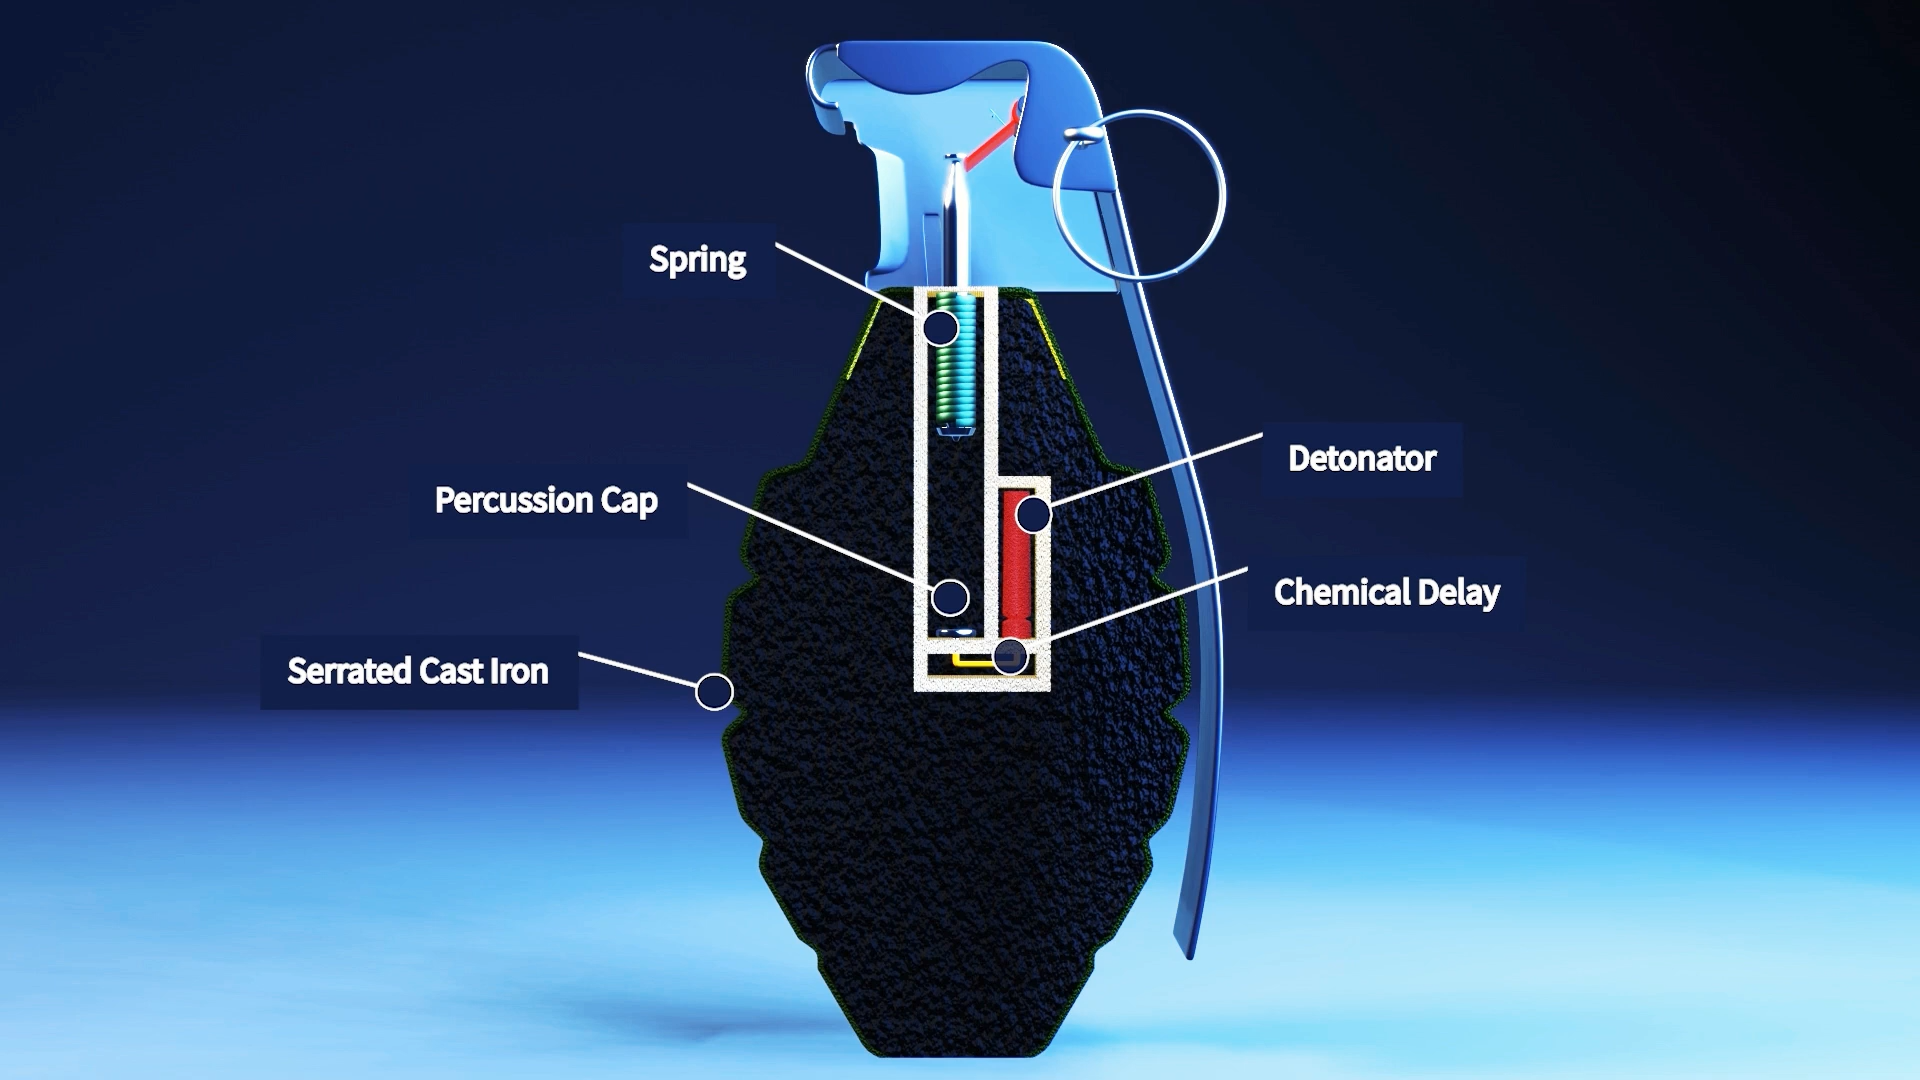 Spring
Detonator
Percussion Cap
Chemical Delay
Serrated Cast Iron